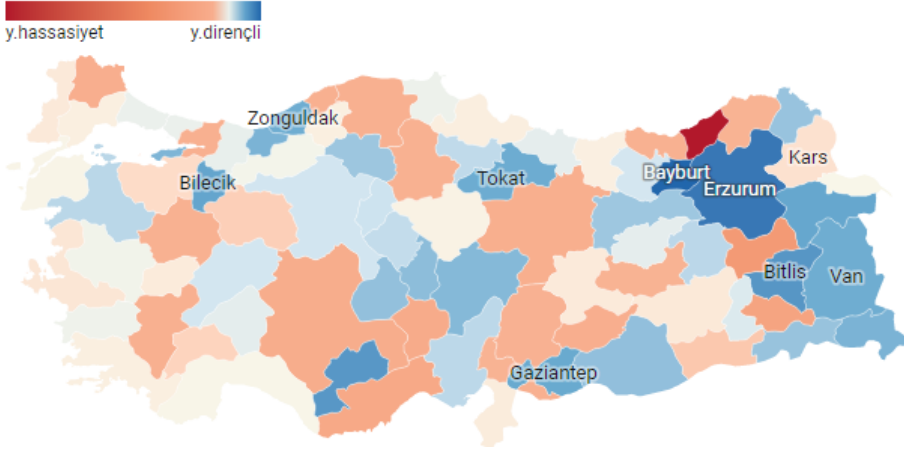 y.hassasiyet y.dirençli
Zonguldak
Bilecik
Tokat
Bayburt
Erzurum
Kars
Bitlis
Van
Gaziantep